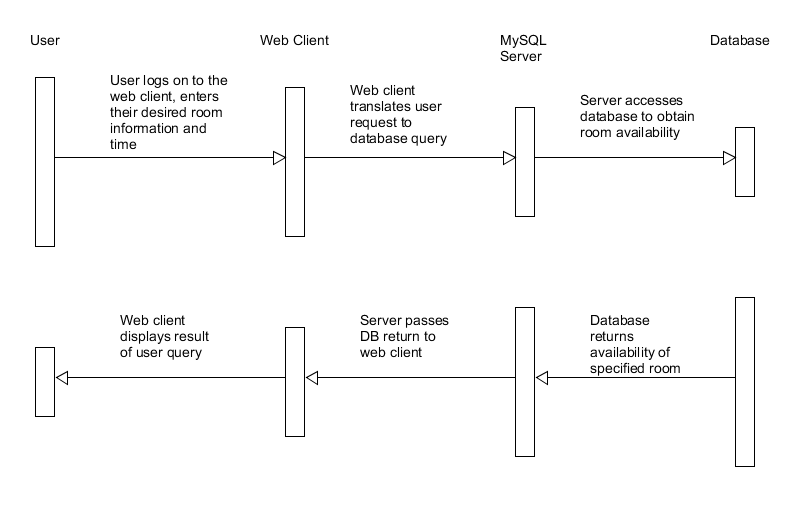 User
Web Client
MySQL
Server
Database
User logs on to the
web client, enters
their desired room
information and
time
Web client
translates user
request to
database query
Server accesses
database to obtain
room availability
Web client
displays result
of user query
Server passes
DB return to
web client
Database
returns
availability of
specified room